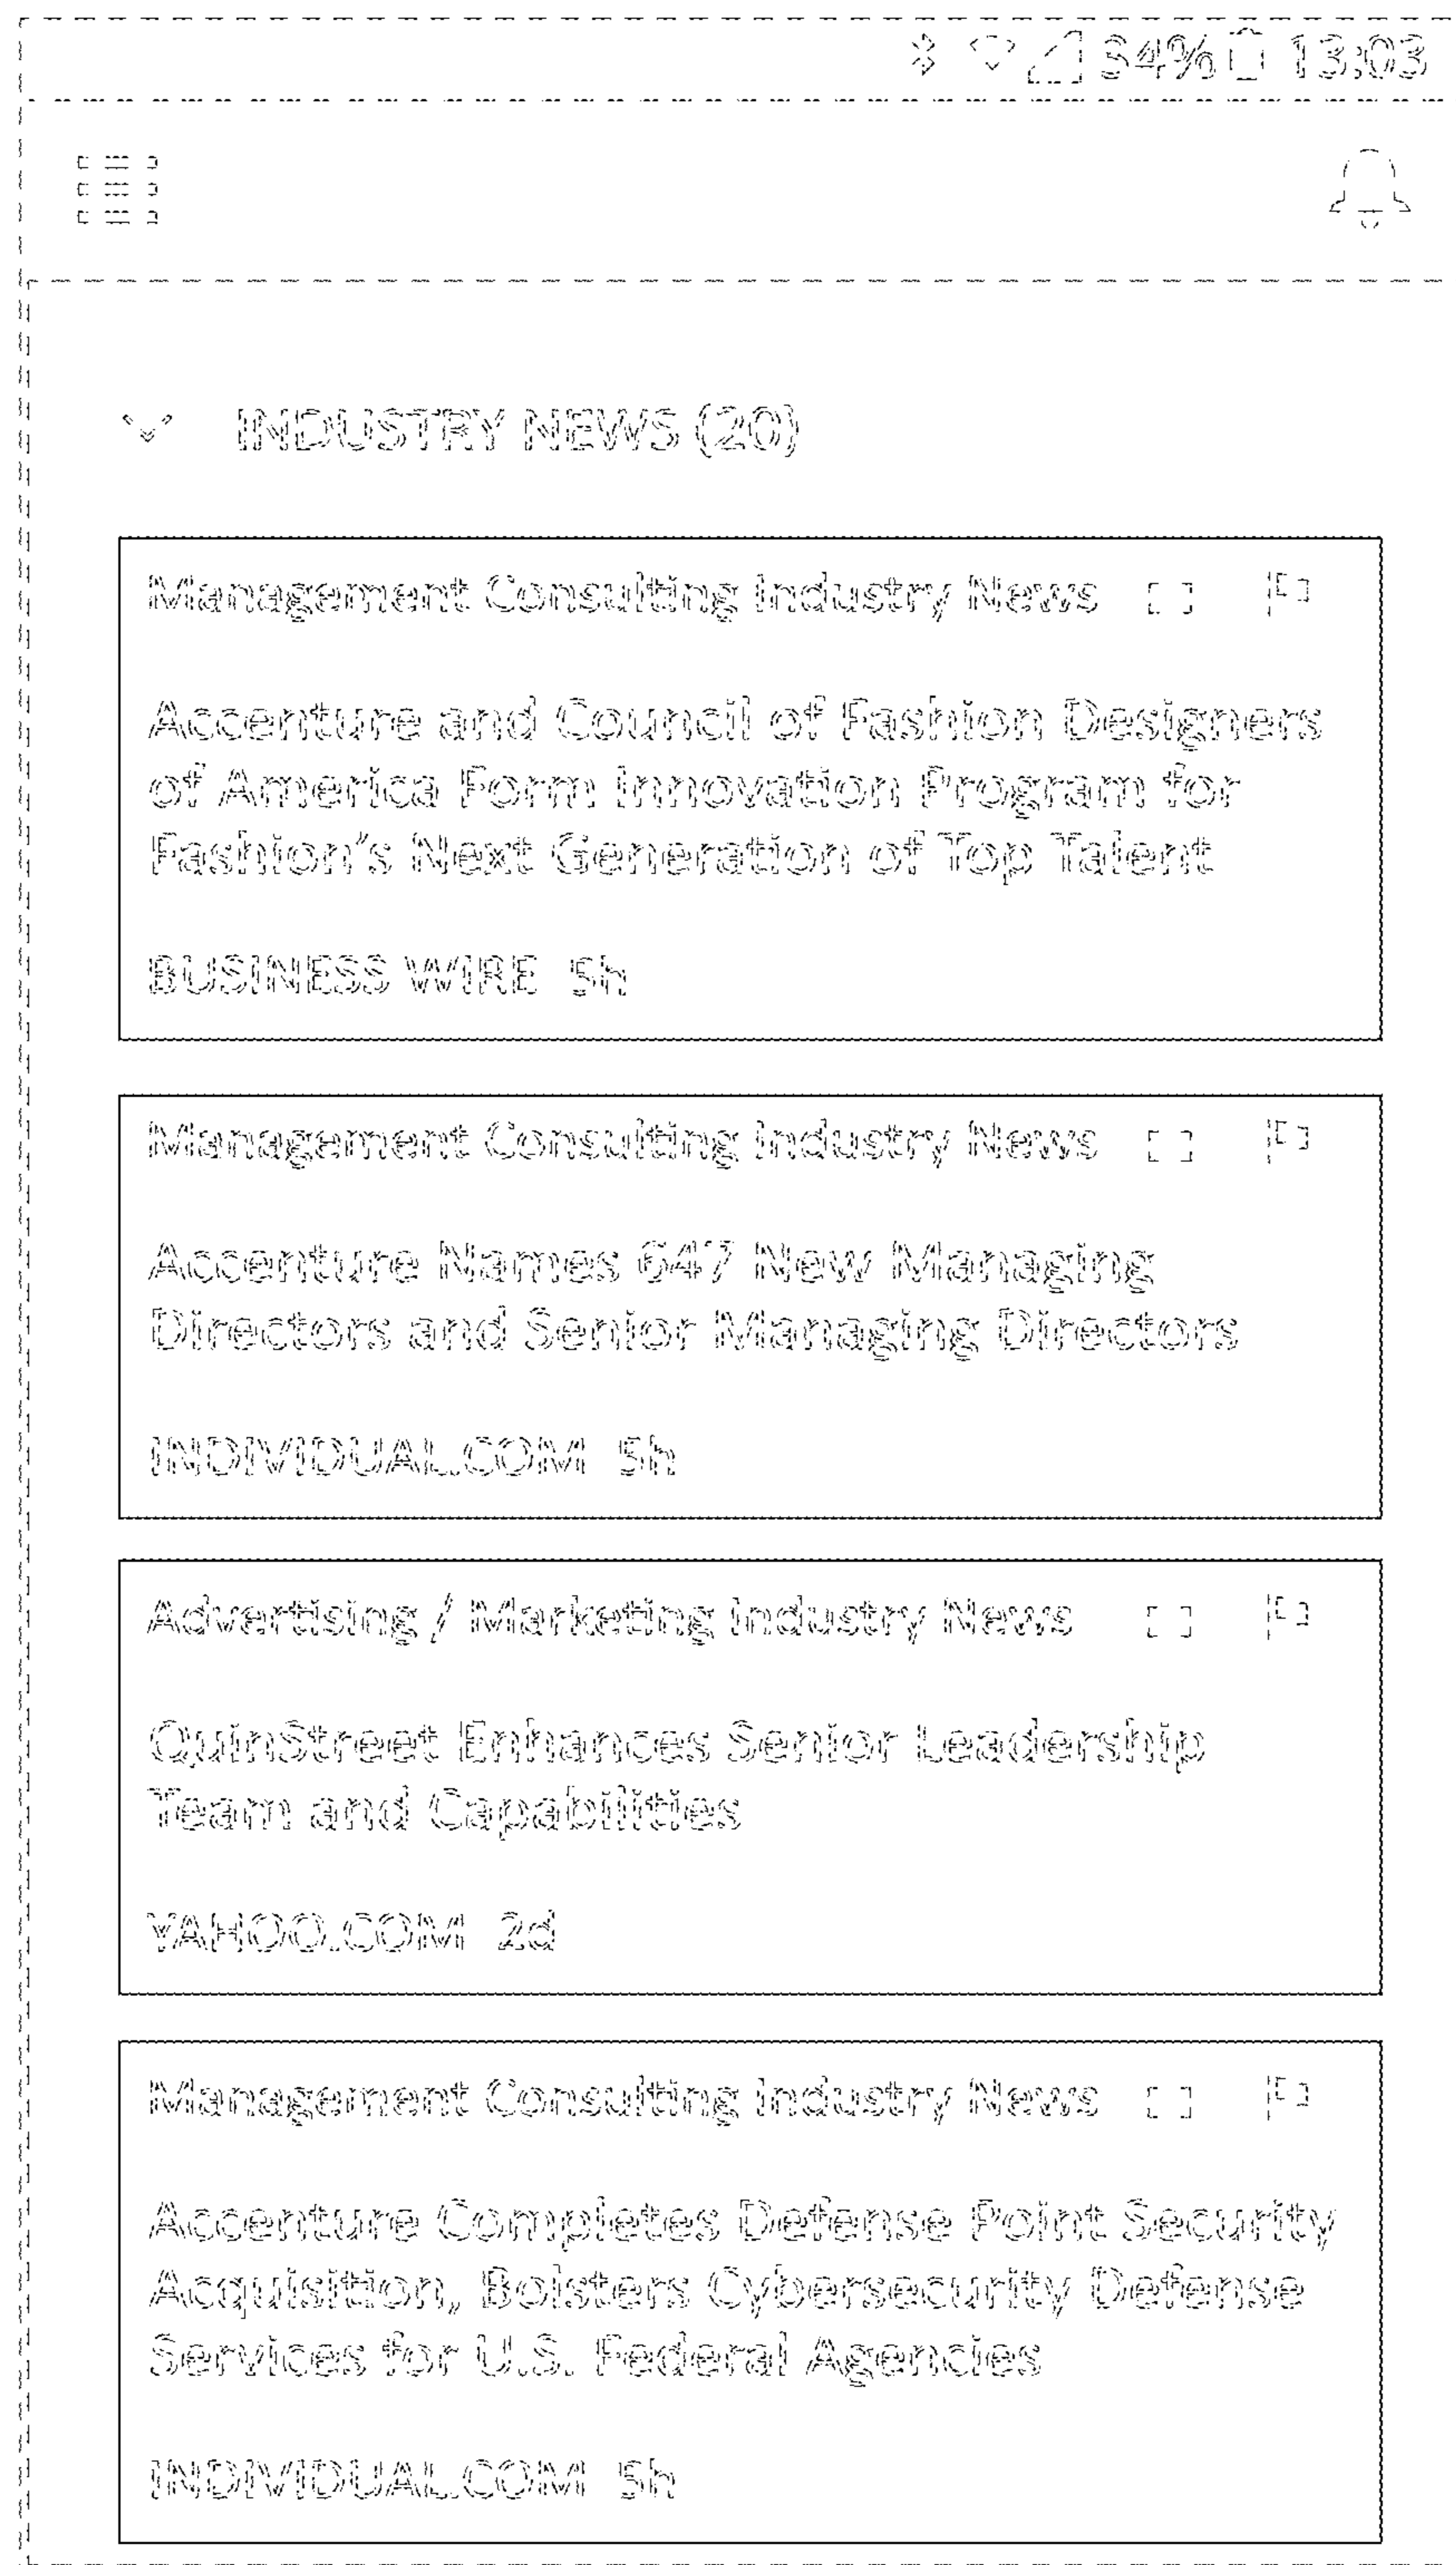 34% 13:03
INDUSTRY NEWS (20)
Management Consulting Industry News
Accenture and Council of Fashion Designers
of America Form Innovation Program for
Fashion's Next Generation of Top Talent
BUSINESS WIRE 5h
Management Consulting Industry News
Accenture Names 647 New Managing
Directors and Senior Managing Directors
INDIVIDUAL.COM 5h
Advertising / Marketing Industry News
QuinStreet Enhances Senior Leadership
Team and Capabilities
YAHOO.COM 2d
Management Consulting Industry News
Accenture Completes Defense Point Security
Acquisition, Bolsters Cybersecurity Defense
Services for U.S. Federal Agencies
INDIVIDUAL.COM 5h